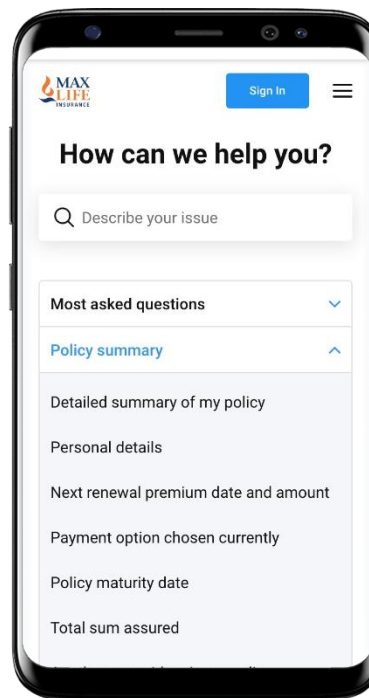 MAX
LIFE
INSURANCE
Sign In
How can we help you?
Describe your issue
Most asked questions
Policy summary
Detailed summary of my policy
Personal details
Next renewal premium date and amount
Payment option chosen currently
Policy maturity date
Total sum assured